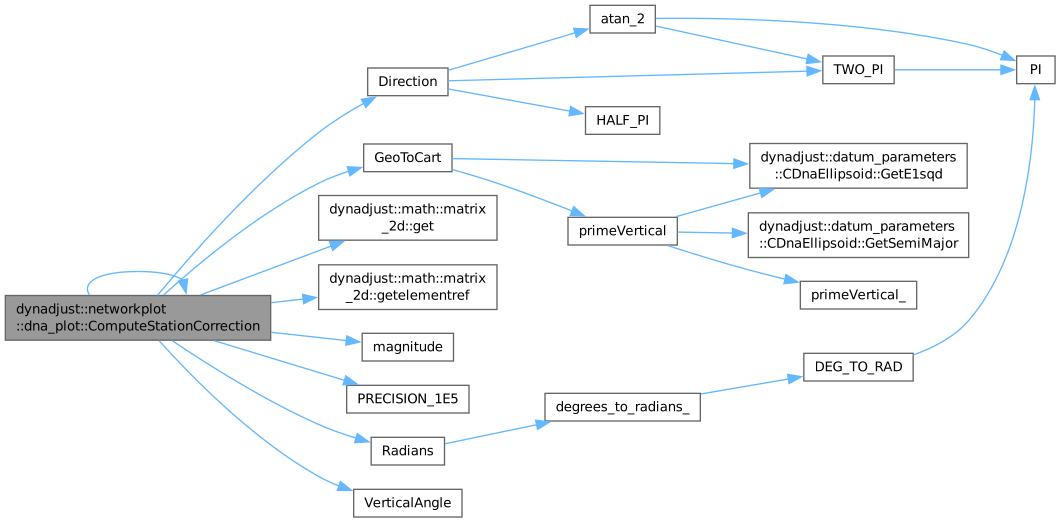 atan_2
Direction
TWO_PI
PI
HALF_PI
GeoToCart
dynadjust::datum_parameters
::CDnaEllipsoid::GetE1sqd
dynadjust::math::matrix
_2d::get
primeVertical
dynadjust::datum_parameters
::CDnaEllipsoid::GetSemiMajor
dynadjust::math::matrix
_2d::getelementref
primeVertical_
dynadjust::networkplot
::dna_plot::ComputeStationCorrection
magnitude
DEG_TO_RAD
PRECISION_1E5
degrees_to_radians_
Radians
VerticalAngle